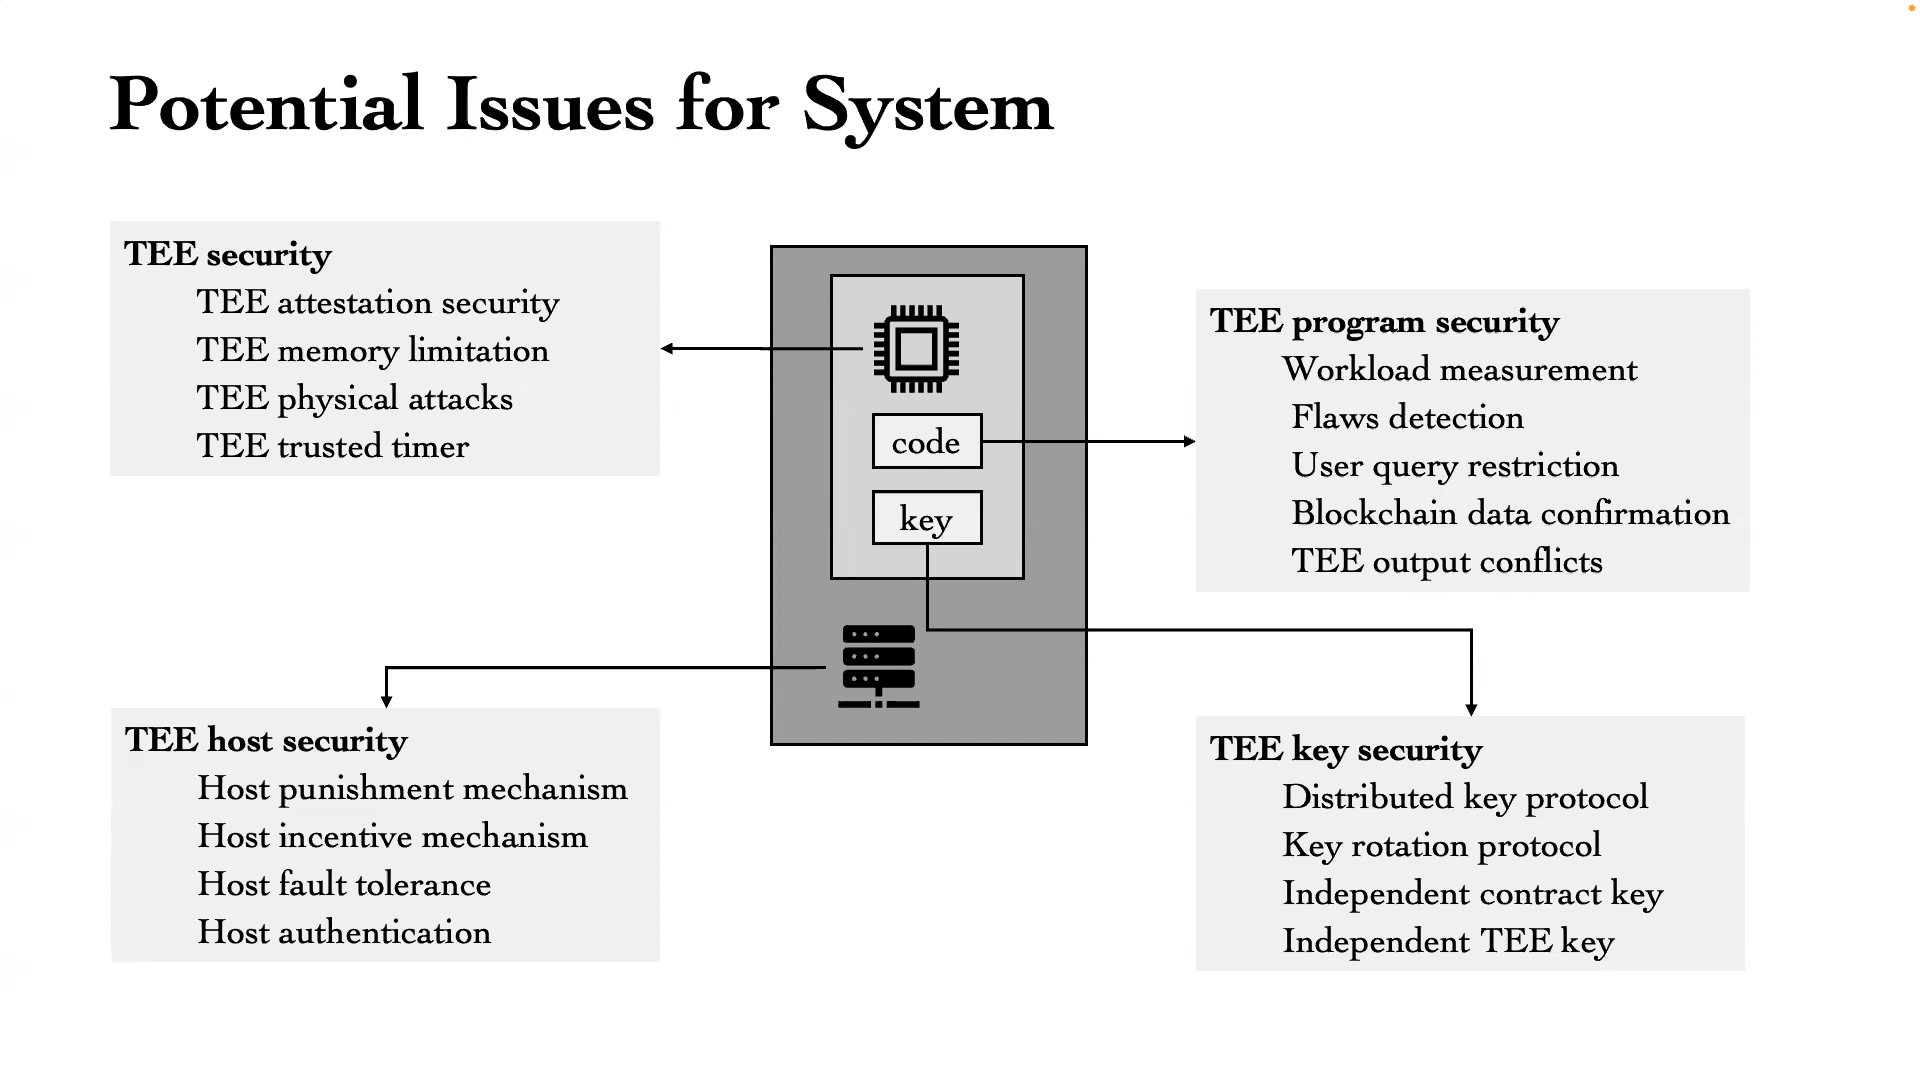 Potential Issues for System
TEE security
TEE attestation security
TEE memory limitation
TEE physical attacks
TEE trusted timer
code
key
TEE program security
Workload measurement
Flaws detection
User query restriction
Blockchain data confirmation
TEE output conflicts
TEE host security
Host punishment mechanism
Host incentive mechanism
Host fault tolerance
Host authentication
TEE key security
Distributed key protocol
Key rotation protocol
Independent contract key
Independent TEE key